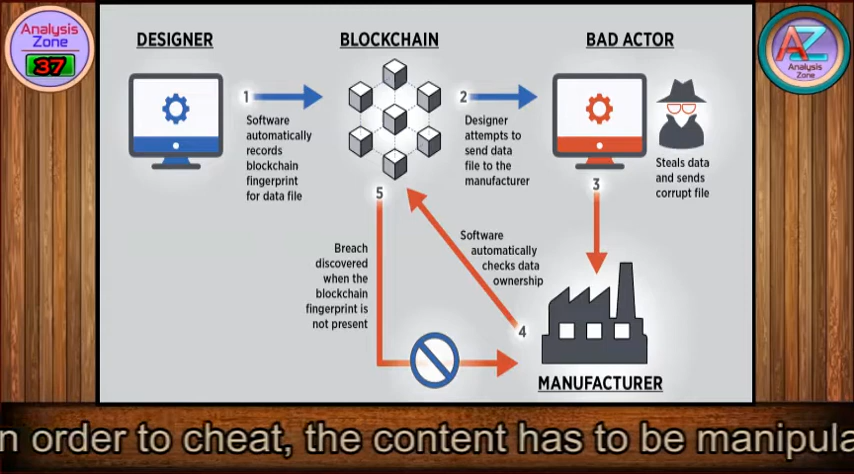 Analysis
Zone
37
DESIGNER
BLOCKCHAIN
BAD ACTOR
AZ
Analysis
Zone
1
Software
automatically
records
blockchain
fingerprint
for data file
2
Designer
attempts to
send data
file to the
manufacturer
3
Steals data
and sends
corrupt file
5
Breach
discovered
when the
blockchain
fingerprint is
not present
Software
automatically
checks data
ownership
4
MANUFACTURER
n order to cheat, the content has to be manipula